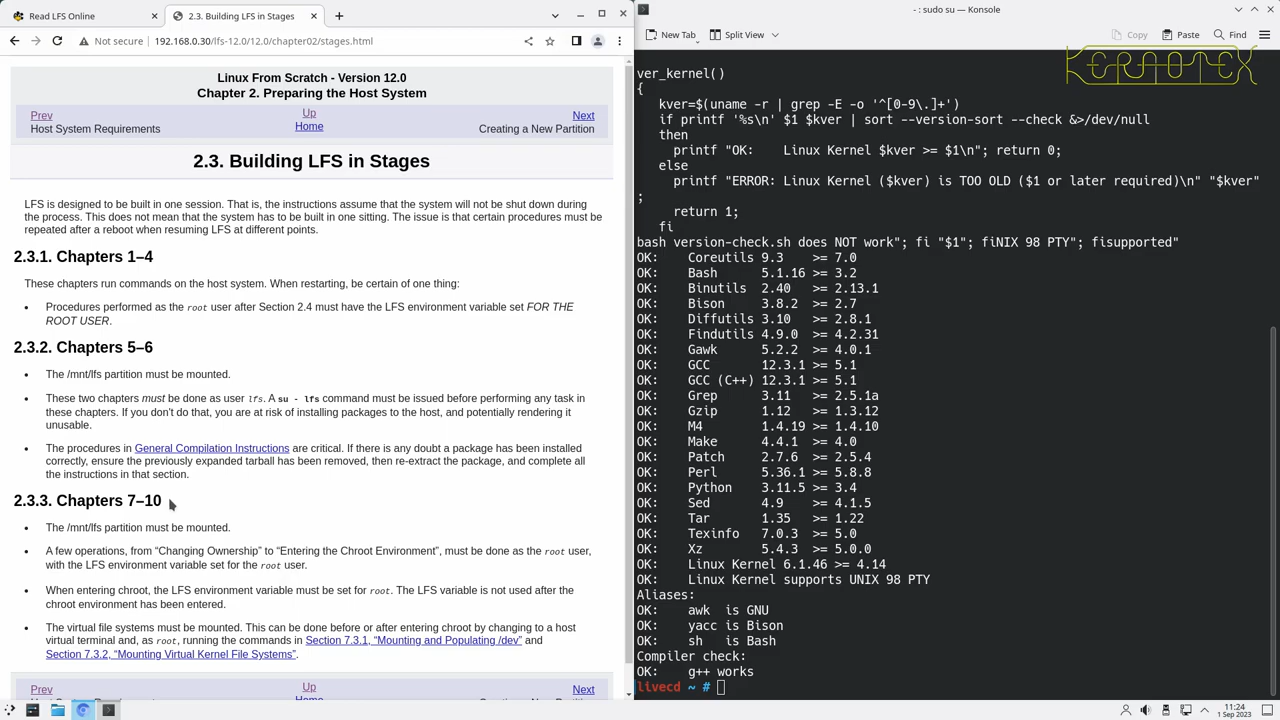 Read LFS Online
2.3. Building LFS in Stages
Not secure
192.168.0.30/lfs-12.0/12.0/chapter02/stages.html
Linux From Scratch - Version 12.0
Chapter 2. Preparing the Host System
Prev
Up
Next
Host System Requirements
Home
Creating a New Partition
2.3. Building LFS in Stages
LFS is designed to be built in one session. That is, the instructions assume that the system will not be shut down during
the process. This does not mean that the system has to be built in one sitting. The issue is that certain procedures must be
repeated after a reboot when resuming LFS at different points.
2.3.1. Chapters 1–4
These chapters run commands on the host system. When restarting, be certain of one thing:
• Procedures performed as the root user after Section 2.4 must have the LFS environment variable set FOR THE
ROOT USER.
2.3.2. Chapters 5–6
• The /mnt/lfs partition must be mounted.
• These two chapters must be done as user lfs. A su - lfs command must be issued before performing any task in
these chapters. If you don't do that, you are at risk of installing packages to the host, and potentially rendering it
unusable.
• The procedures in General Compilation Instructions are critical. If there is any doubt a package has been installed
correctly, ensure the previously expanded tarball has been removed, then re-extract the package, and complete all
the instructions in that section.
2.3.3. Chapters 7–10
• The /mnt/lfs partition must be mounted.
• A few operations, from “Changing Ownership” to “Entering the Chroot Environment”, must be done as the root user,
with the LFS environment variable set for the root user.
• When entering chroot, the LFS environment variable must be set for root. The LFS variable is not used after the
chroot environment has been entered.
• The virtual file systems must be mounted. This can be done before or after entering chroot by changing to a host
virtual terminal and, as root, running the commands in Section 7.3.1, “Mounting and Populating /dev” and
Section 7.3.2, “Mounting Virtual Kernel File Systems”.
Prev
Up
Next
- : sudo su — Konsole
New Tab
Split View
Copy
Paste
Find
KERNOTEX
ver_kernel()
{
kver=$(uname -r | grep -E -o '^[0-9\.]+')
if printf '%s\n' $1 $kver | sort --version-sort --check &>/dev/null
then
printf "OK:    Linux Kernel $kver >= $1\n"; return 0;
else
printf "ERROR: Linux Kernel ($kver) is TOO OLD ($1 or later required)\n" "$kver"
;
return 1;
fi
bash version-check.sh does NOT work"; fi "$1"; fiNIX 98 PTY"; fisupported"
OK:    Coreutils 9.3    >= 7.0
OK:    Bash      5.1.16 >= 3.2
OK:    Binutils  2.40   >= 2.13.1
OK:    Bison     3.8.2  >= 2.7
OK:    Diffutils 3.10   >= 2.8.1
OK:    Findutils 4.9.0  >= 4.2.31
OK:    Gawk      5.2.2  >= 4.0.1
OK:    GCC       12.3.1 >= 5.1
OK:    GCC (C++) 12.3.1 >= 5.1
OK:    Grep      3.11   >= 2.5.1a
OK:    Gzip      1.12   >= 1.3.12
OK:    M4        1.4.19 >= 1.4.10
OK:    Make      4.4.1  >= 4.0
OK:    Patch     2.7.6  >= 2.5.4
OK:    Perl      5.36.1 >= 5.8.8
OK:    Python    3.11.5 >= 3.4
OK:    Sed       4.9    >= 4.1.5
OK:    Tar       1.35   >= 1.22
OK:    Texinfo   7.0.3  >= 5.0
OK:    Xz        5.4.3  >= 5.0.0
OK:    Linux Kernel 6.1.46 >= 4.14
OK:    Linux Kernel supports UNIX 98 PTY
Aliases:
OK:    awk  is GNU
OK:    yacc is Bison
OK:    sh   is Bash
Compiler check:
OK:    g++ works
livecd ~ #
11:24
1 Sep 2023